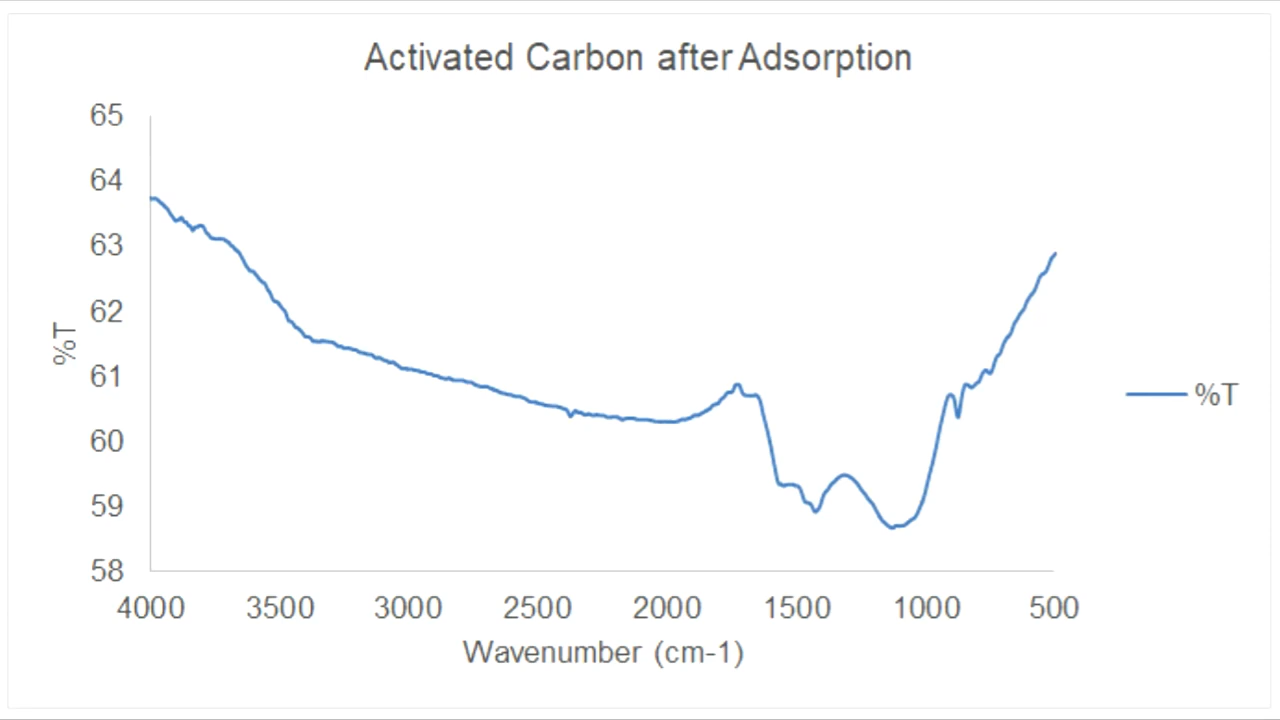 Activated Carbon after Adsorption
65
64
63
62
61
60
59
58
%T
4000 3500 3000 2500 2000 1500 1000 500
Wavenumber (cm-1)
%T